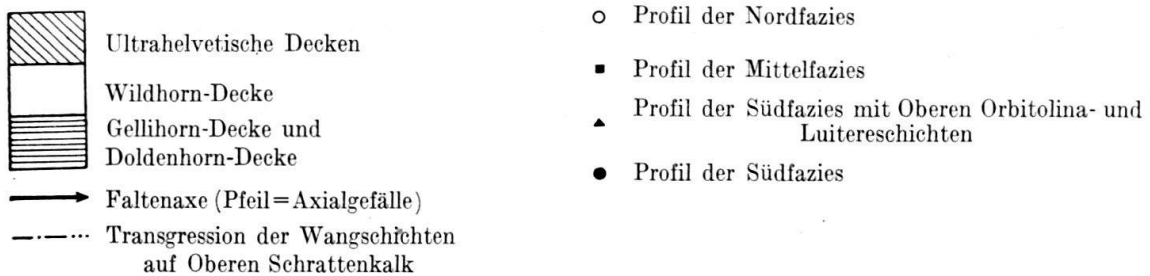 Ultrahelvetische Decken
Wildhorn-Decke
Gellihorn-Decke und
Doldenhorn-Decke
Faltenaxe (Pfeil=Axialgefälle)
Transgression der Wangschichten
auf Oberen Schrattenkalk
Profil der Nordfazies
Profil der Mittelfazies
Profil der Südfazies mit Oberen Orbitolina- und
Luitereschichten
Profil der Südfazies